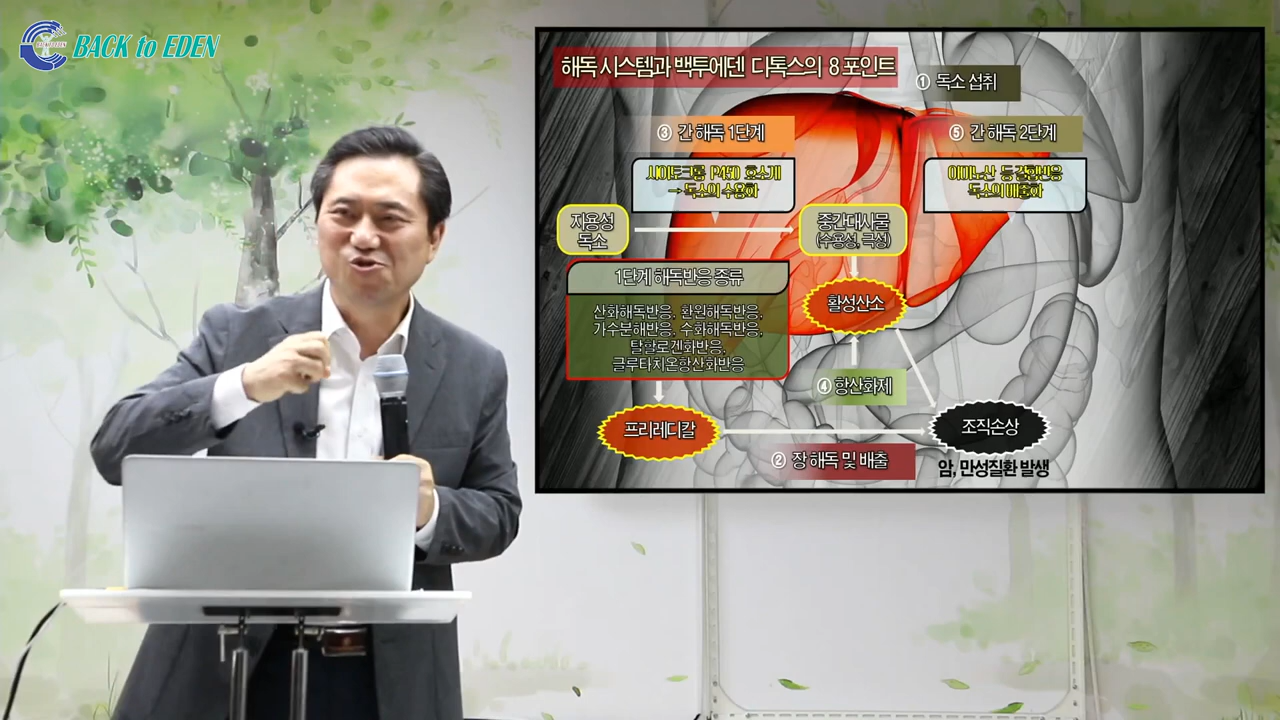 BACK to EDEN
해독 시스템과 백투에덴 디톡스의 8 포인트
① 독소 섭취
③ 간 해독 1단계
⑤ 간 해독 2단계
사이토크롬 P450 효소계
→ 독소의 수용화
아미노산 등 결합반응
독소의 배출화
지용성
독소
중간대사물
(수용성, 극성)
1단계 해독반응 종류
산화해독반응, 환원해독반응,
가수분해반응, 수화해독반응,
탈할로겐화반응,
글루타치온항산화반응
활성산소
④ 항산화제
프리레디칼
조직손상
② 장 해독 및 배출
암, 만성질환 발생